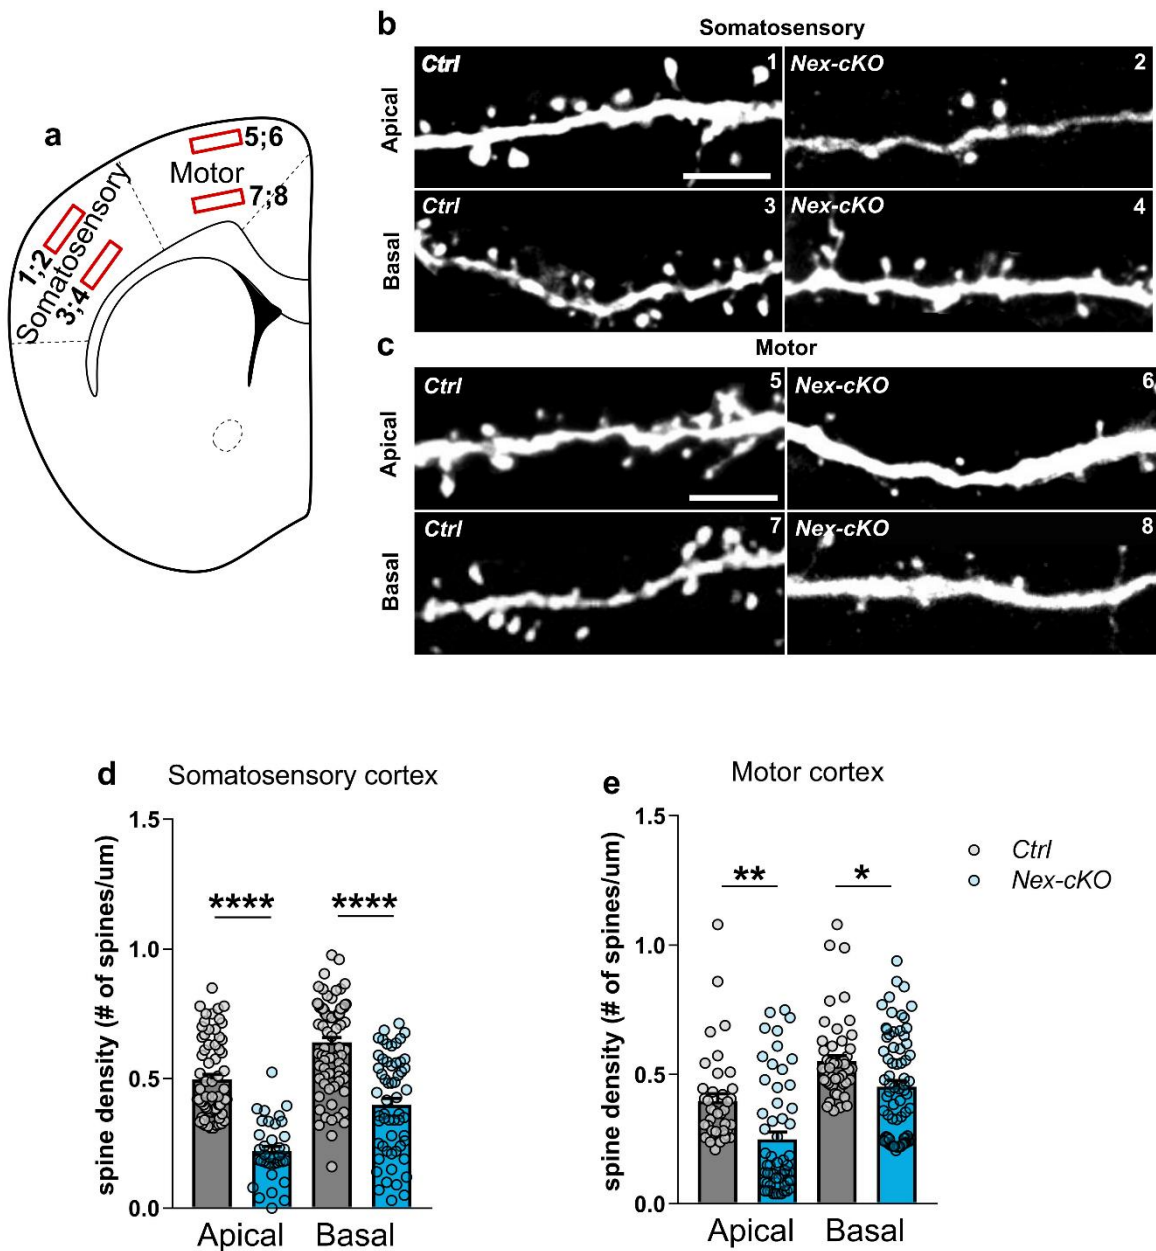 a
5;6
Motor
7;8
Somatosensory
1;2
3;4
b
Somatosensory
Apical
Ctrl
1
Nex-cKO
2
Basal
Ctrl
3
Nex-cKO
4
c
Motor
Apical
Ctrl
5
Nex-cKO
6
Basal
Ctrl
7
Nex-cKO
8
d
Somatosensory cortex
spine density (# of spines/um)
1.5
1.0
0.5
0.0
****
****
Apical
Basal
e
Motor cortex
spine density (# of spines/um)
1.5
1.0
0.5
0.0
**
*
Apical
Basal
Ctrl
Nex-cKO